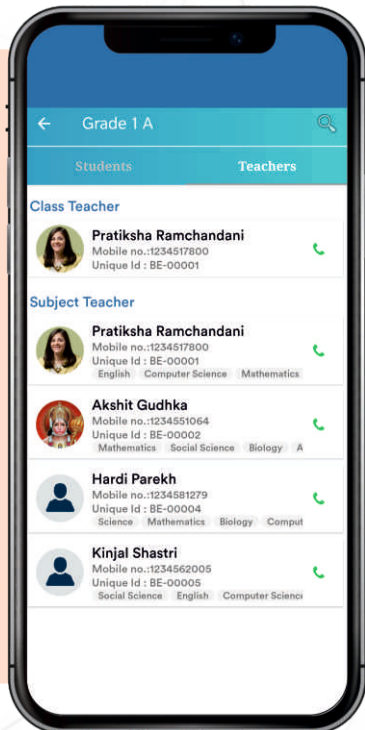 Grade 1 A
Students Teachers
Class Teacher
Pratiksha Ramchandani
Mobile no.:1234517800
Unique Id : BE-00001
Subject Teacher
Pratiksha Ramchandani
Mobile no.:1234517800
Unique Id : BE-00001
English Computer Science Mathematics
Akshit Gudhka
Mobile no.:1234551064
Unique Id : BE-00002
Mathematics Social Science Biology A
Hardi Parekh
Mobile no.:1234581279
Unique Id : BE-00004
Science Mathematics Biology Comput
Kinjal Shastri
Mobile no.:1234562005
Unique Id : BE-00005
Social Science English Computer Science